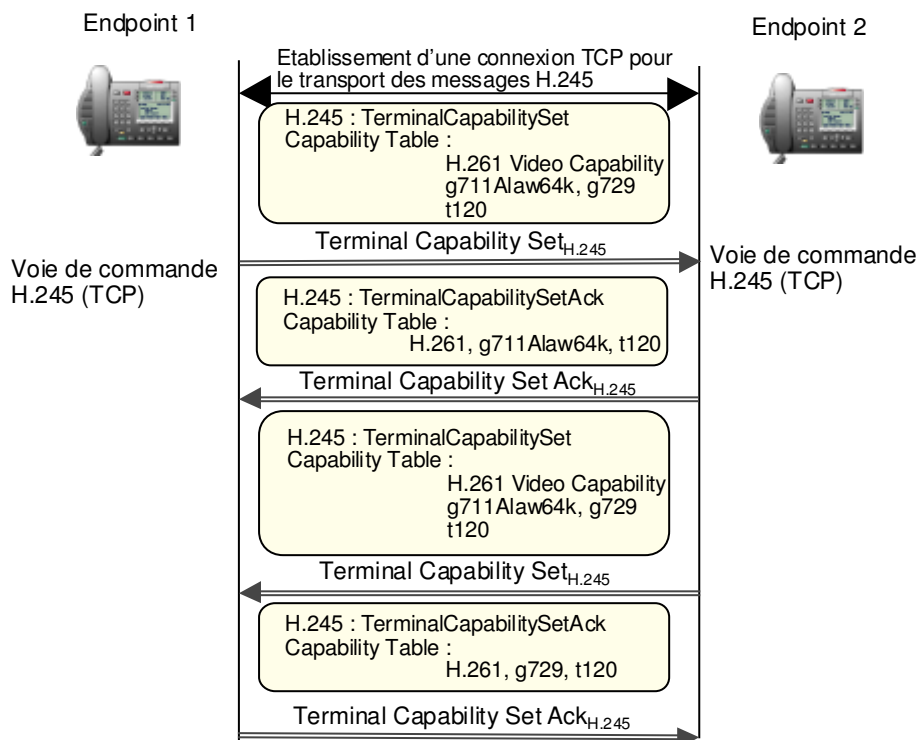 Endpoint 1
Endpoint 2
Etablissement d'une connexion TCP pour
le transport des messages H.245
H.245 : TerminalCapabilitySet
Capability Table :
H.261 Video Capability
g711Alaw64k, g729
t120
Terminal Capability SetH.245
Voie de commande
H.245 (TCP)
Voie de commande
H.245 (TCP)
H.245 : TerminalCapabilitySetAck
Capability Table :
H.261, g711Alaw64k, t120
Terminal Capability Set AckH.245
H.245 : TerminalCapabilitySet
Capability Table :
H.261 Video Capability
g711Alaw64k, g729
t120
Terminal Capability SetH.245
H.245 : TerminalCapabilitySetAck
Capability Table :
H.261, g729, t120
Terminal Capability Set AckH.245